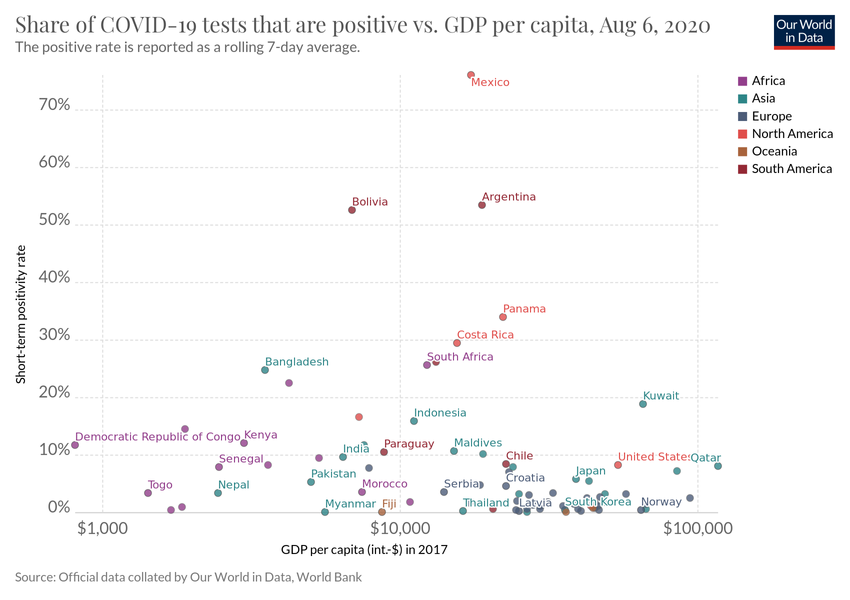 Share of COVID-19 tests that are positive vs. GDP per capita, Aug 6, 2020
The positive rate is reported as a rolling 7-day average.
Our World
in Data
Africa
Asia
Europe
North America
Oceania
South America
Short-term positivity rate
70%
60%
50%
40%
30%
20%
10%
0%
Mexico
Bolivia
Argentina
Panama
Costa Rica
South Africa
Bangladesh
Kuwait
Indonesia
Democratic Republic of Congo
Kenya
India
Paraguay
Maldives
Chile
United States
Qatar
Senegal
Pakistan
Japan
Croatia
Togo
Nepal
Morocco
Serbia
Myanmar
Fiji
Thailand
Latvia
South Korea
Norway
$1,000
$10,000
$100,000
GDP per capita (int.-$) in 2017
Source: Official data collated by Our World in Data, World Bank